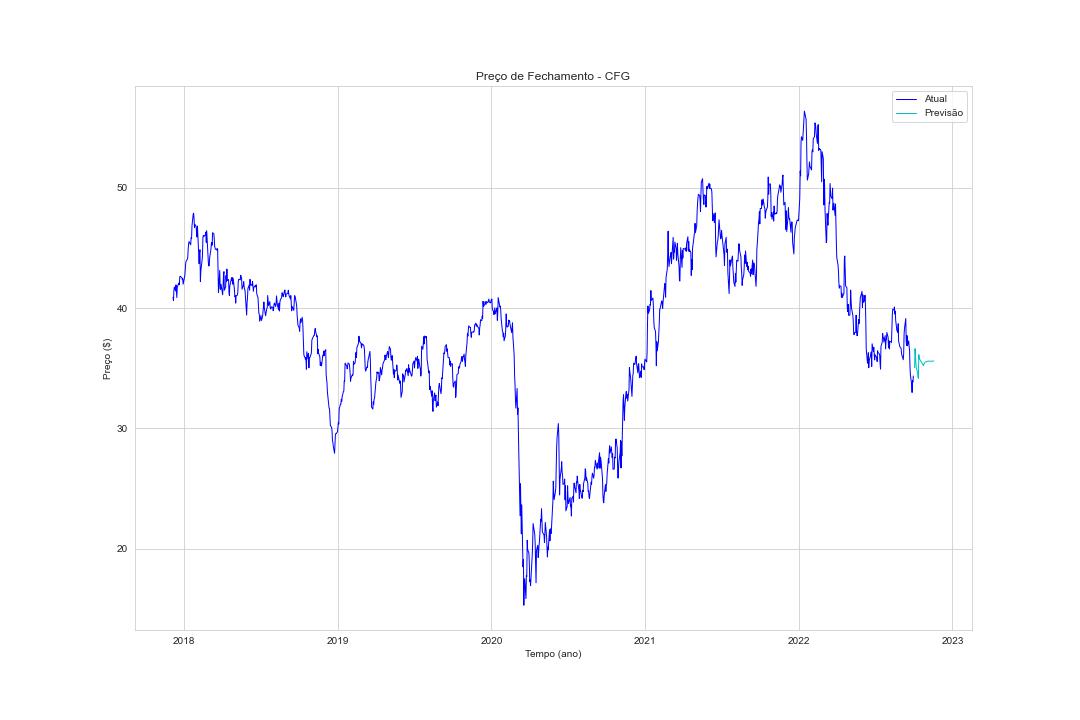 Preço de Fechamento - CFG
Atual
Previsão
50
40
30
20
Preço ($)
2018 2019 2020 2021 2022 2023
Tempo (ano)